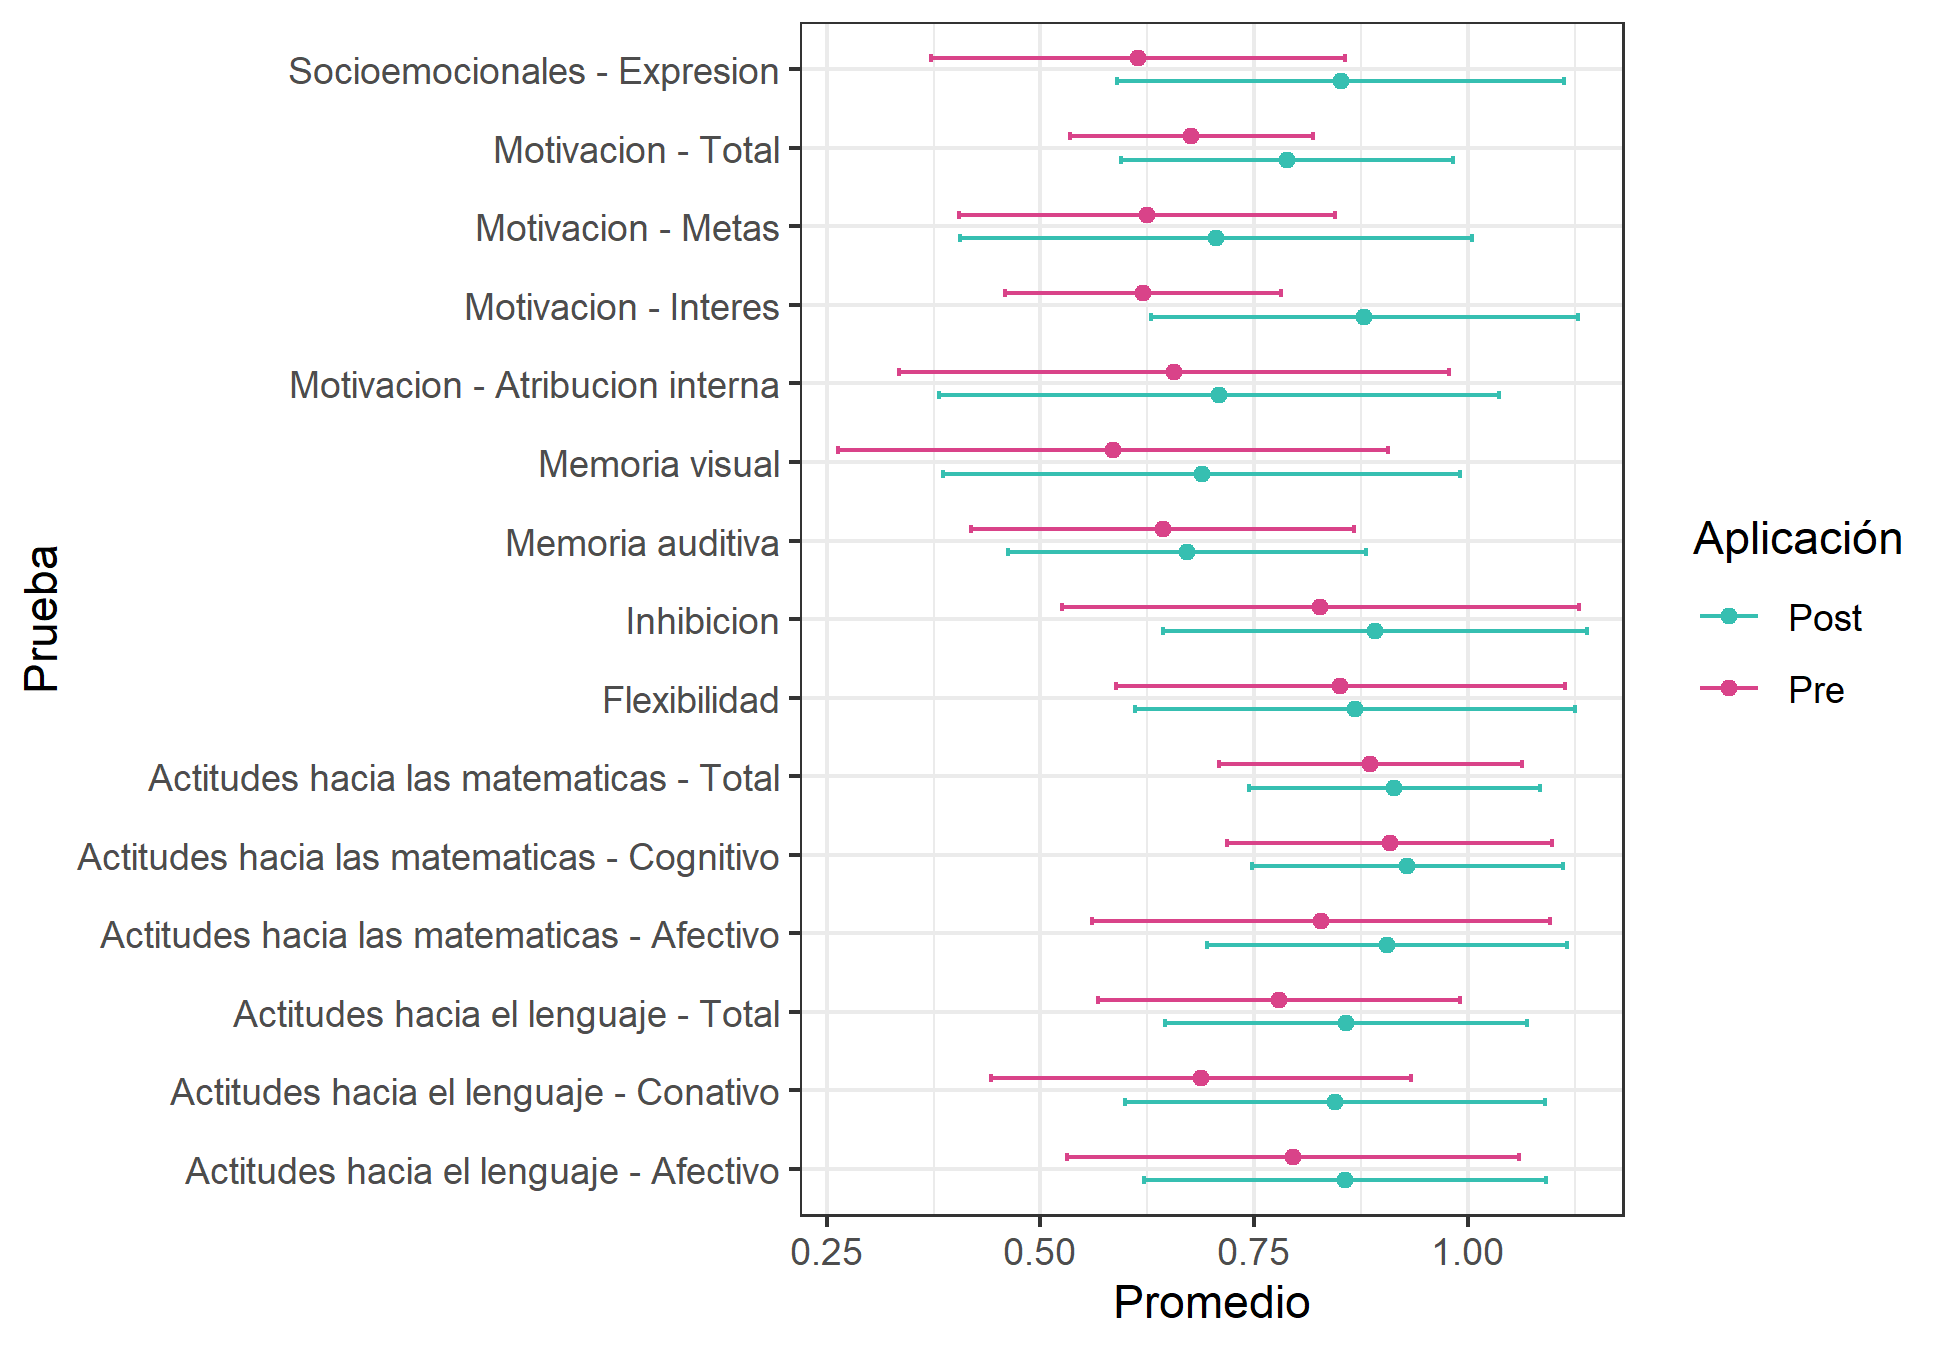 Socioemocionales - Expresion
Motivacion - Total
Motivacion - Metas
Motivacion - Interes
Motivacion - Atribucion interna
Memoria visual
Memoria auditiva
Inhibicion
Flexibilidad
Actitudes hacia las matematicas - Total
Actitudes hacia las matematicas - Cognitivo
Actitudes hacia las matematicas - Afectivo
Actitudes hacia el lenguaje - Total
Actitudes hacia el lenguaje - Conativo
Actitudes hacia el lenguaje - Afectivo
Prueba
0.25 0.50 0.75 1.00
Promedio
Aplicación
Post
Pre